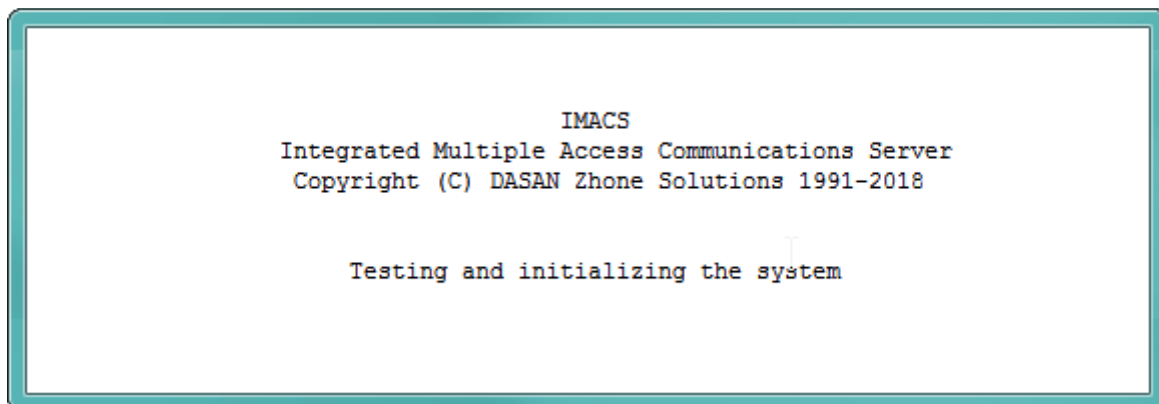 IMACS
Integrated Multiple Access Communications Server
Copyright (C) DASAN Zhone Solutions 1991-2018
Testing and initializing the system